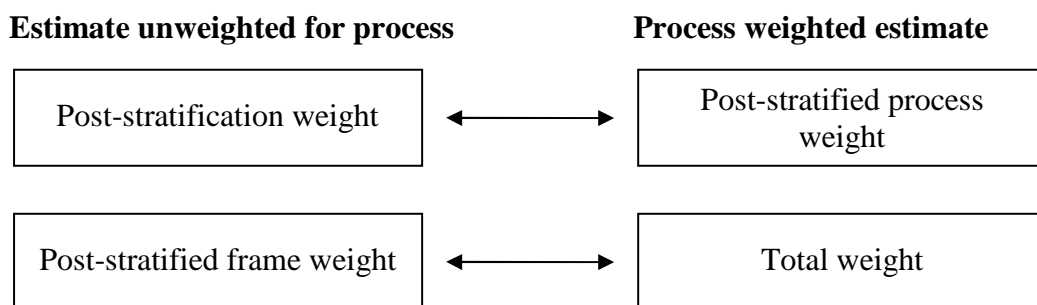 Estimate unweighted for process
Process weighted estimate
Post-stratification weight
Post-stratified process
weight
Post-stratified frame weight
Total weight